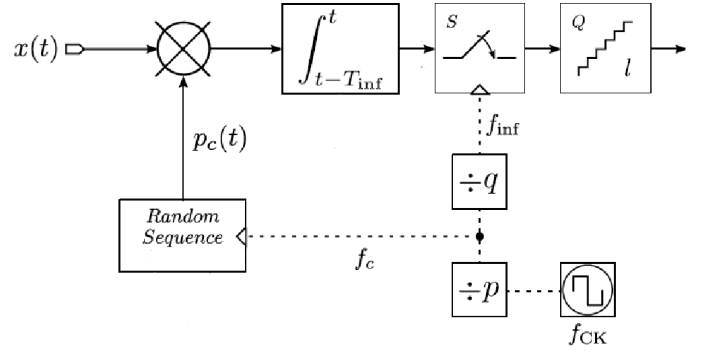 x(t)
∫ t t−T_inf
S
Q
l
p_c(t)
f_inf
÷q
Random
Sequence
f_c
÷p
f_CK